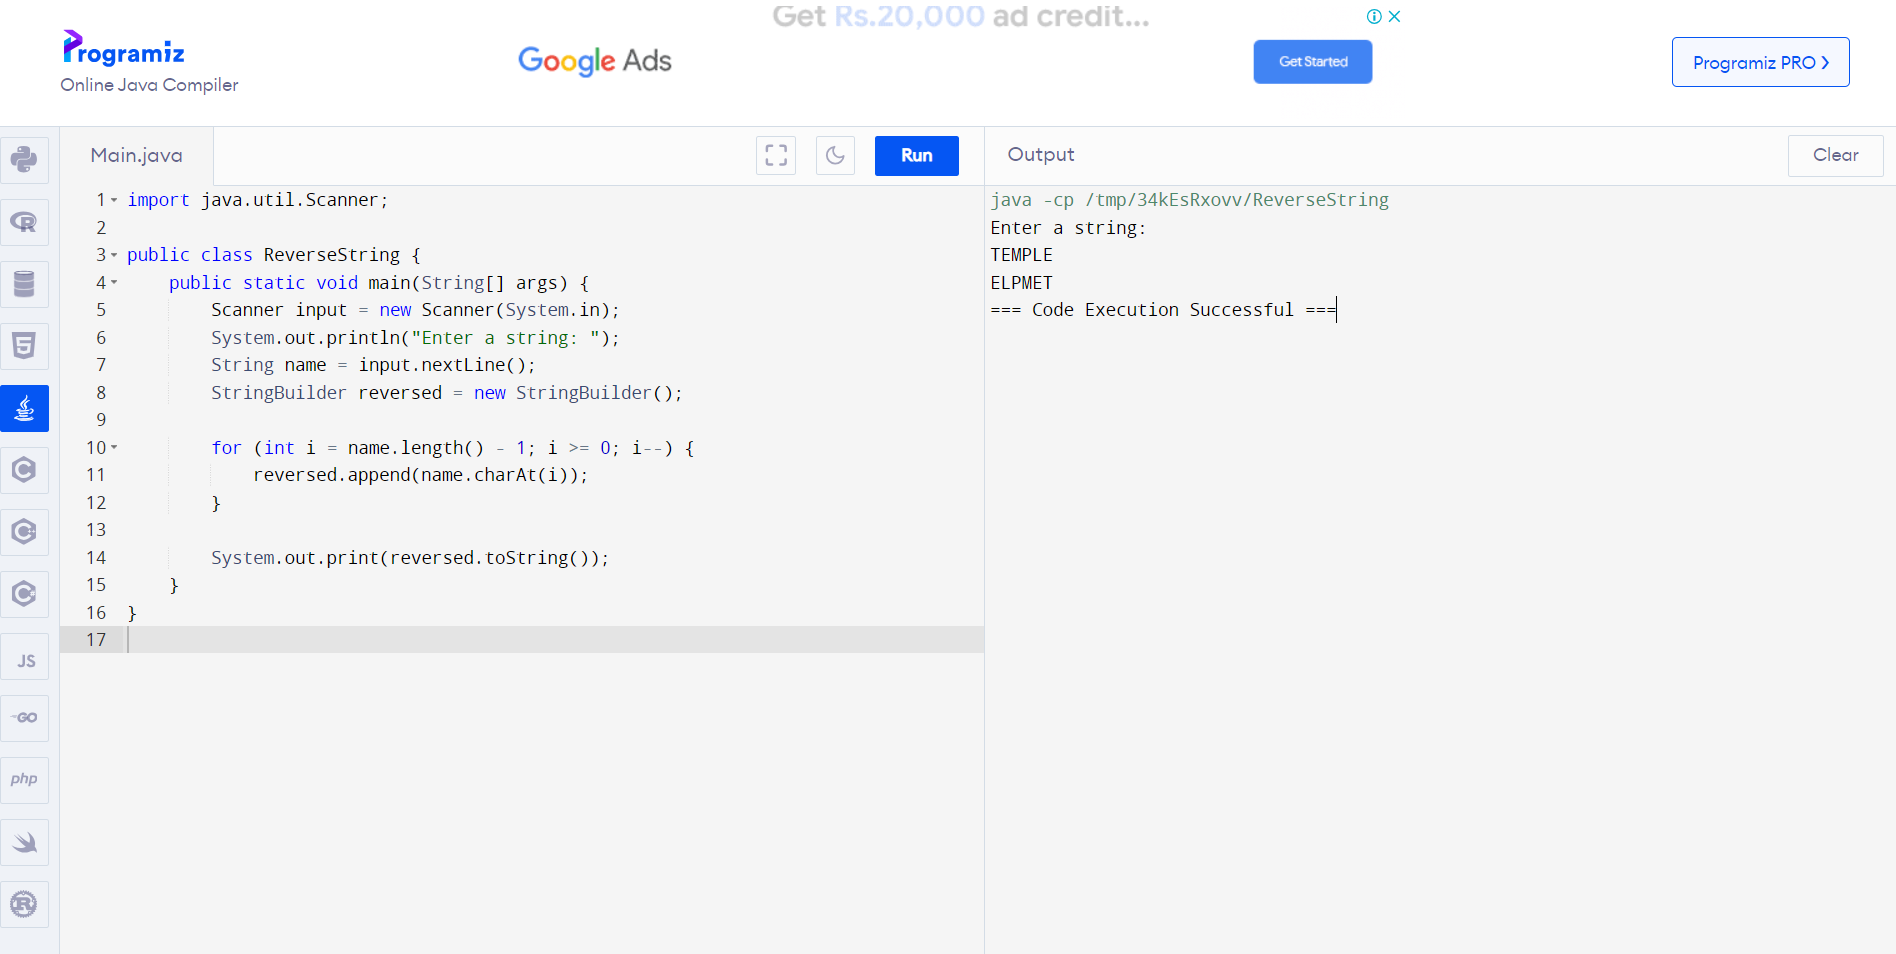 Get Rs.20,000 ad credit...
Programiz
Online Java Compiler
Google Ads
Get Started
Programiz PRO ❯
Main.java
Run
Output
Clear
1 import java.util.Scanner;
2
3 public class ReverseString {
4     public static void main(String[] args) {
5         Scanner input = new Scanner(System.in);
6         System.out.println("Enter a string: ");
7         String name = input.nextLine();
8         StringBuilder reversed = new StringBuilder();
9
10         for (int i = name.length() - 1; i >= 0; i--) {
11             reversed.append(name.charAt(i));
12         }
13
14         System.out.print(reversed.toString());
15     }
16 }
17
java -cp /tmp/34kEsRxovv/ReverseString
Enter a string:
TEMPLE
ELPMET
=== Code Execution Successful ===
R
5
C
C+
C#
JS
GO
php
R